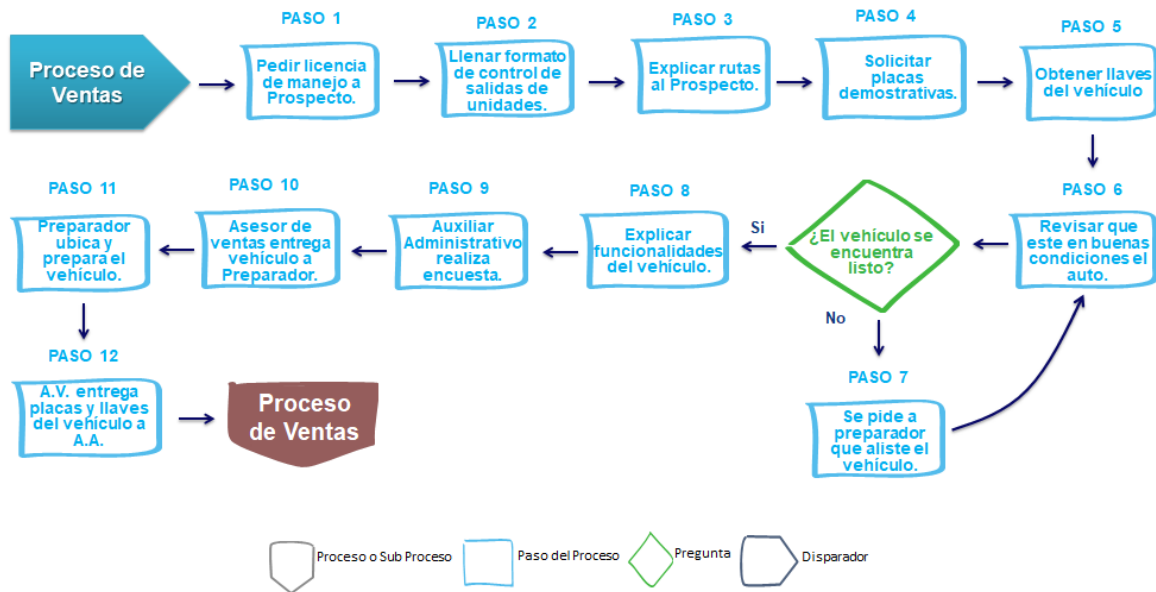 Proceso de
Ventas
PASO 1
Pedir licencia
de manejo a
Prospecto.
PASO 2
Llenar formato
de control de
salidas de
unidades.
PASO 3
Explicar rutas
al Prospecto.
PASO 4
Solicitar
placas
demostrativas.
PASO 5
Obtener llaves
del vehículo
PASO 6
Revisar que
este en buenas
condiciones el
auto.
¿El vehículo se
encuentra
listo?
Si
No
PASO 7
Se pide a
preparador
que aliste el
vehículo.
PASO 8
Explicar
funcionalidades
del vehículo.
PASO 9
Auxiliar
Administrativo
realiza
encuesta.
PASO 10
Asesor de
ventas entrega
vehículo a
Preparador.
PASO 11
Preparador
ubica y
prepara el
vehículo.
PASO 12
A.V. entrega
placas y llaves
del vehículo a
A.A.
Proceso
de Ventas
Proceso o Sub Proceso
Paso del Proceso
Pregunta
Disparador